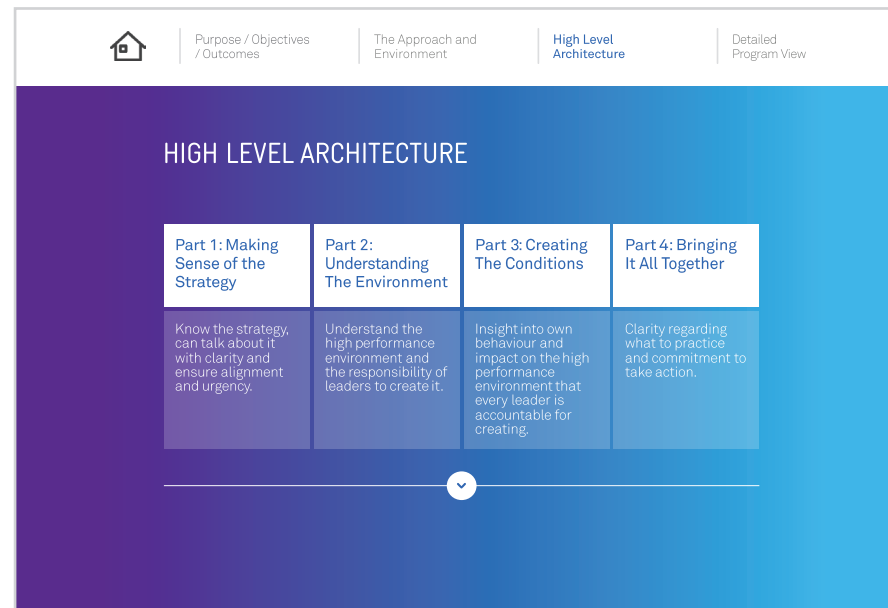 Purpose / Objectives
/ Outcomes
The Approach and
Environment
High Level
Architecture
Detailed
Program View
HIGH LEVEL ARCHITECTURE
Part 1: Making
Sense of the
Strategy
Part 2:
Understanding
The Environment
Part 3: Creating
The Conditions
Part 4: Bringing
It All Together
Know the strategy,
can talk about it
with clarity and
ensure alignment
and urgency.
Understand the
high performance
environment and
the responsibility of
leaders to create it.
Insight into own
behaviour and
impact on the high
performance
environment that
every leader is
accountable for
creating.
Clarity regarding
what to practice
and commitment to
take action.